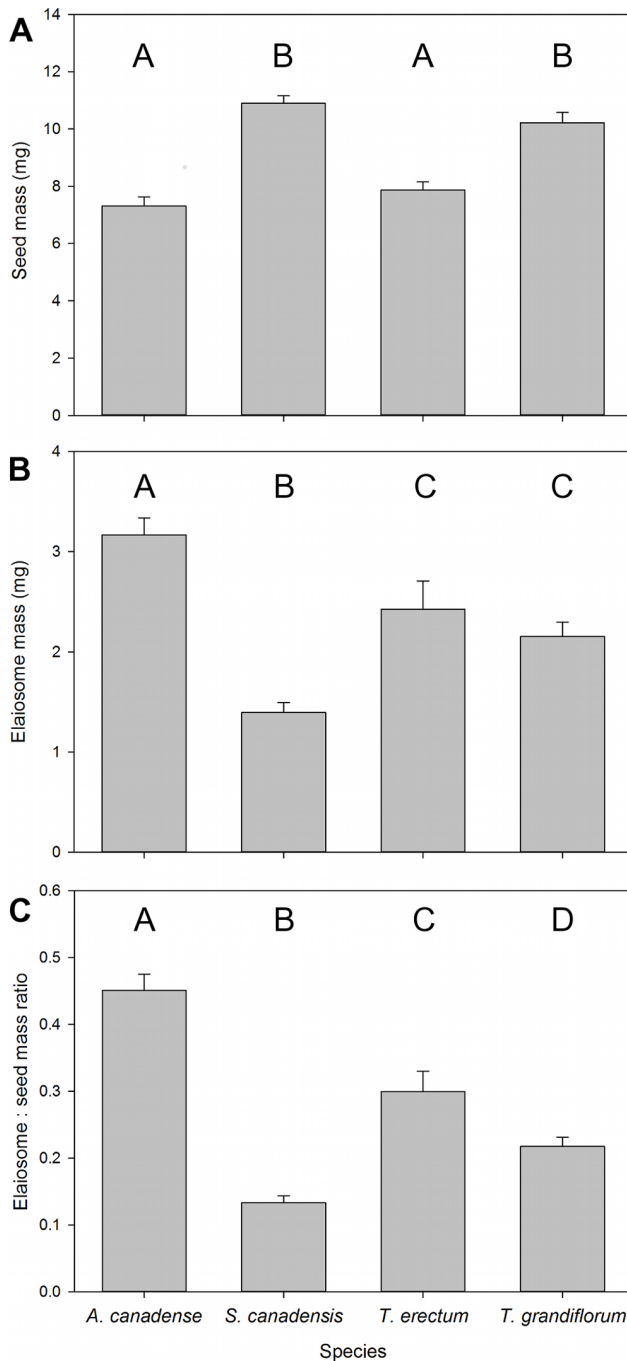 A
14
12
10
8
6
4
2
0
Seed mass (mg)
A B A B
B
4
3
2
1
0
Elaiosome mass (mg)
A B C C
C
0.6
0.5
0.4
0.3
0.2
0.1
0.0
Elaiosome : seed mass ratio
A B C D
A. canadense S. canadensis T. erectum T. grandiflorum
Species